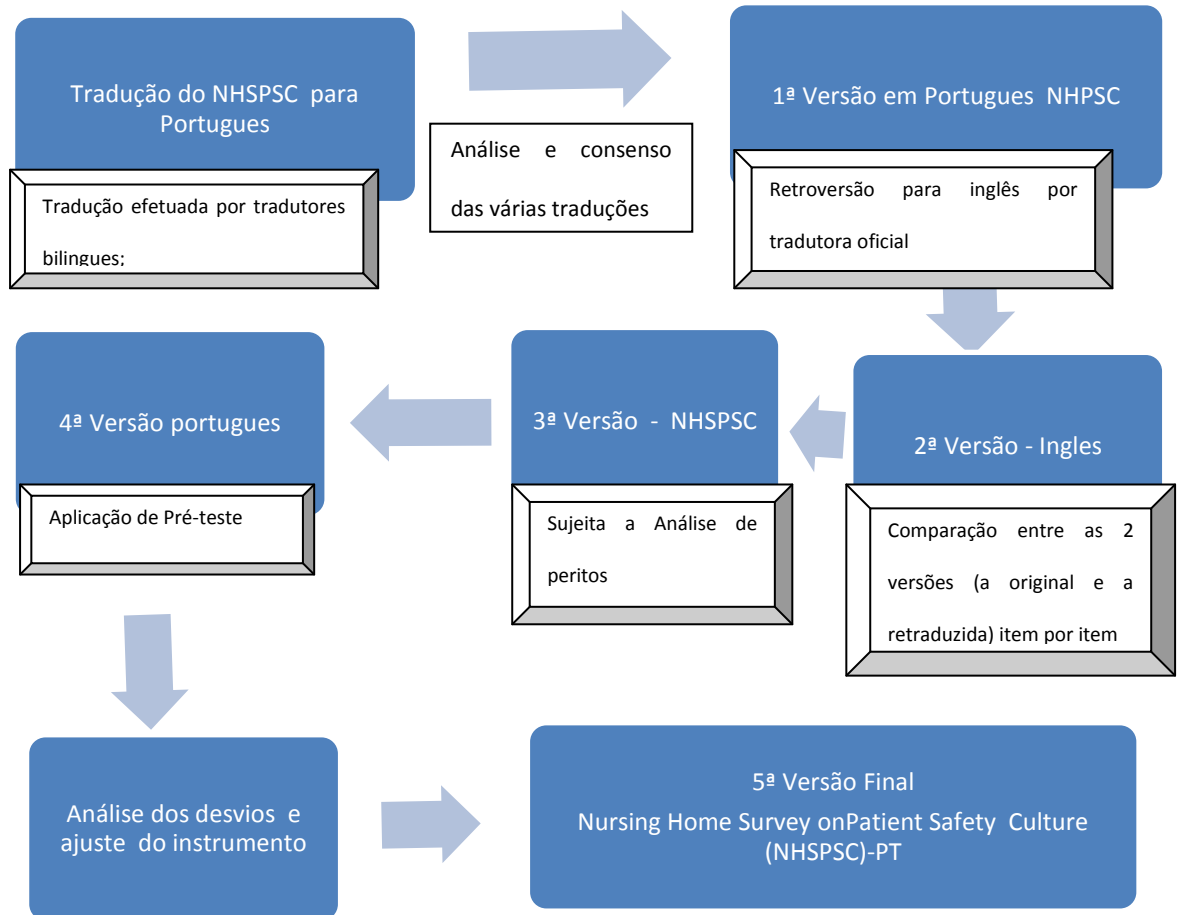 Tradução do NHSPSC para
Portugues
Tradução efetuada por tradutores
bilingues;
Análise e consenso
das várias traduções
1ª Versão em Portugues NHPSC
Retroversão para inglês por
tradutora oficial
2ª Versão - Ingles
Comparação entre as 2
versões (a original e a
retraduzida) item por item
3ª Versão - NHSPSC
Sujeita a Análise de
peritos
4ª Versão portugues
Aplicação de Pré-teste
Análise dos desvios e
ajuste do instrumento
5ª Versão Final
Nursing Home Survey onPatient Safety Culture
(NHSPSC)-PT